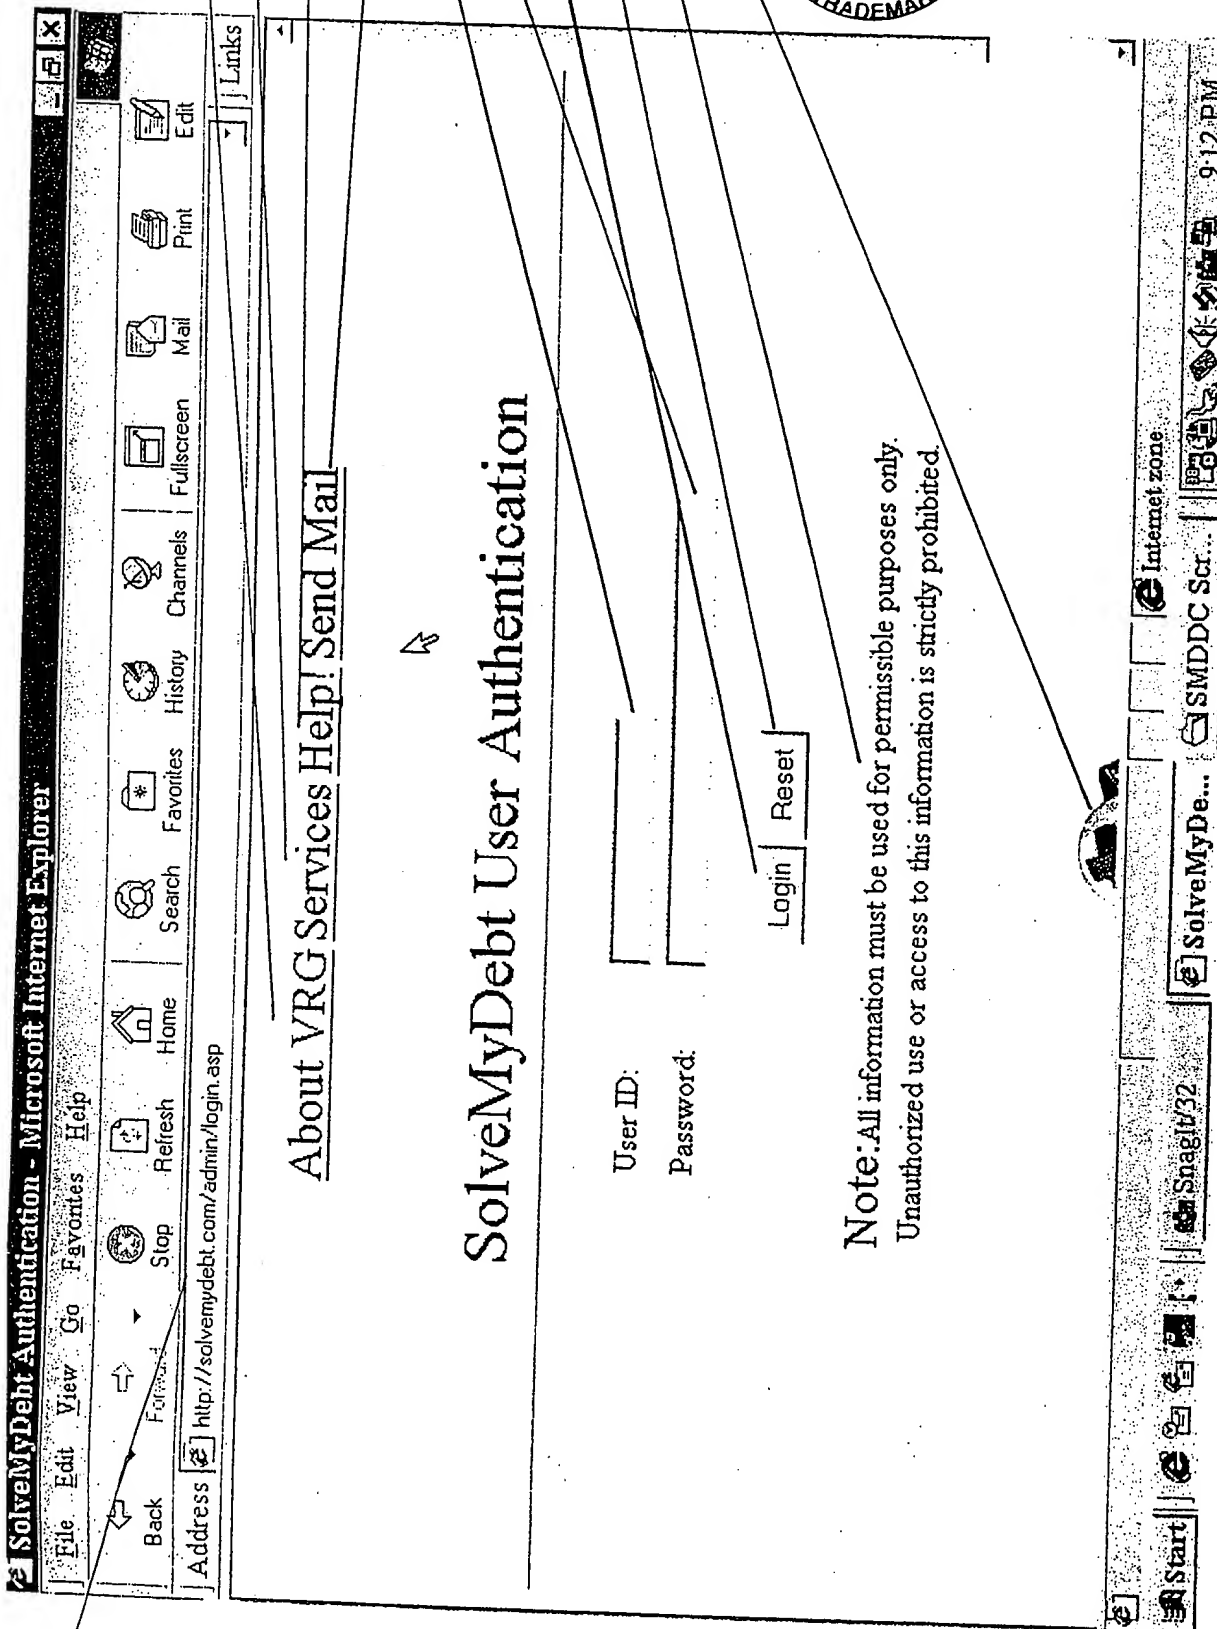 SolveMyDebt Authentication - Microsoft Internet Explorer
File Edit View Go Favorites Help
Back Forward Stop Refresh Home Search Favorites History Channels Fullscreen Mail Print Edit
Address http://solvemydebt.com/admin/login.asp Links
About VRG Services Help! Send Mail
SolveMyDebt User Authentication
User ID:
Password:
Login Reset
Note:All information must be used for permissible purposes only.
Unauthorized use or access to this information is strictly prohibited.
Internet zone
Start SnagIt/32 SolveMyDe... SMDDC Scr... 9:12 PM
TRADEMAR